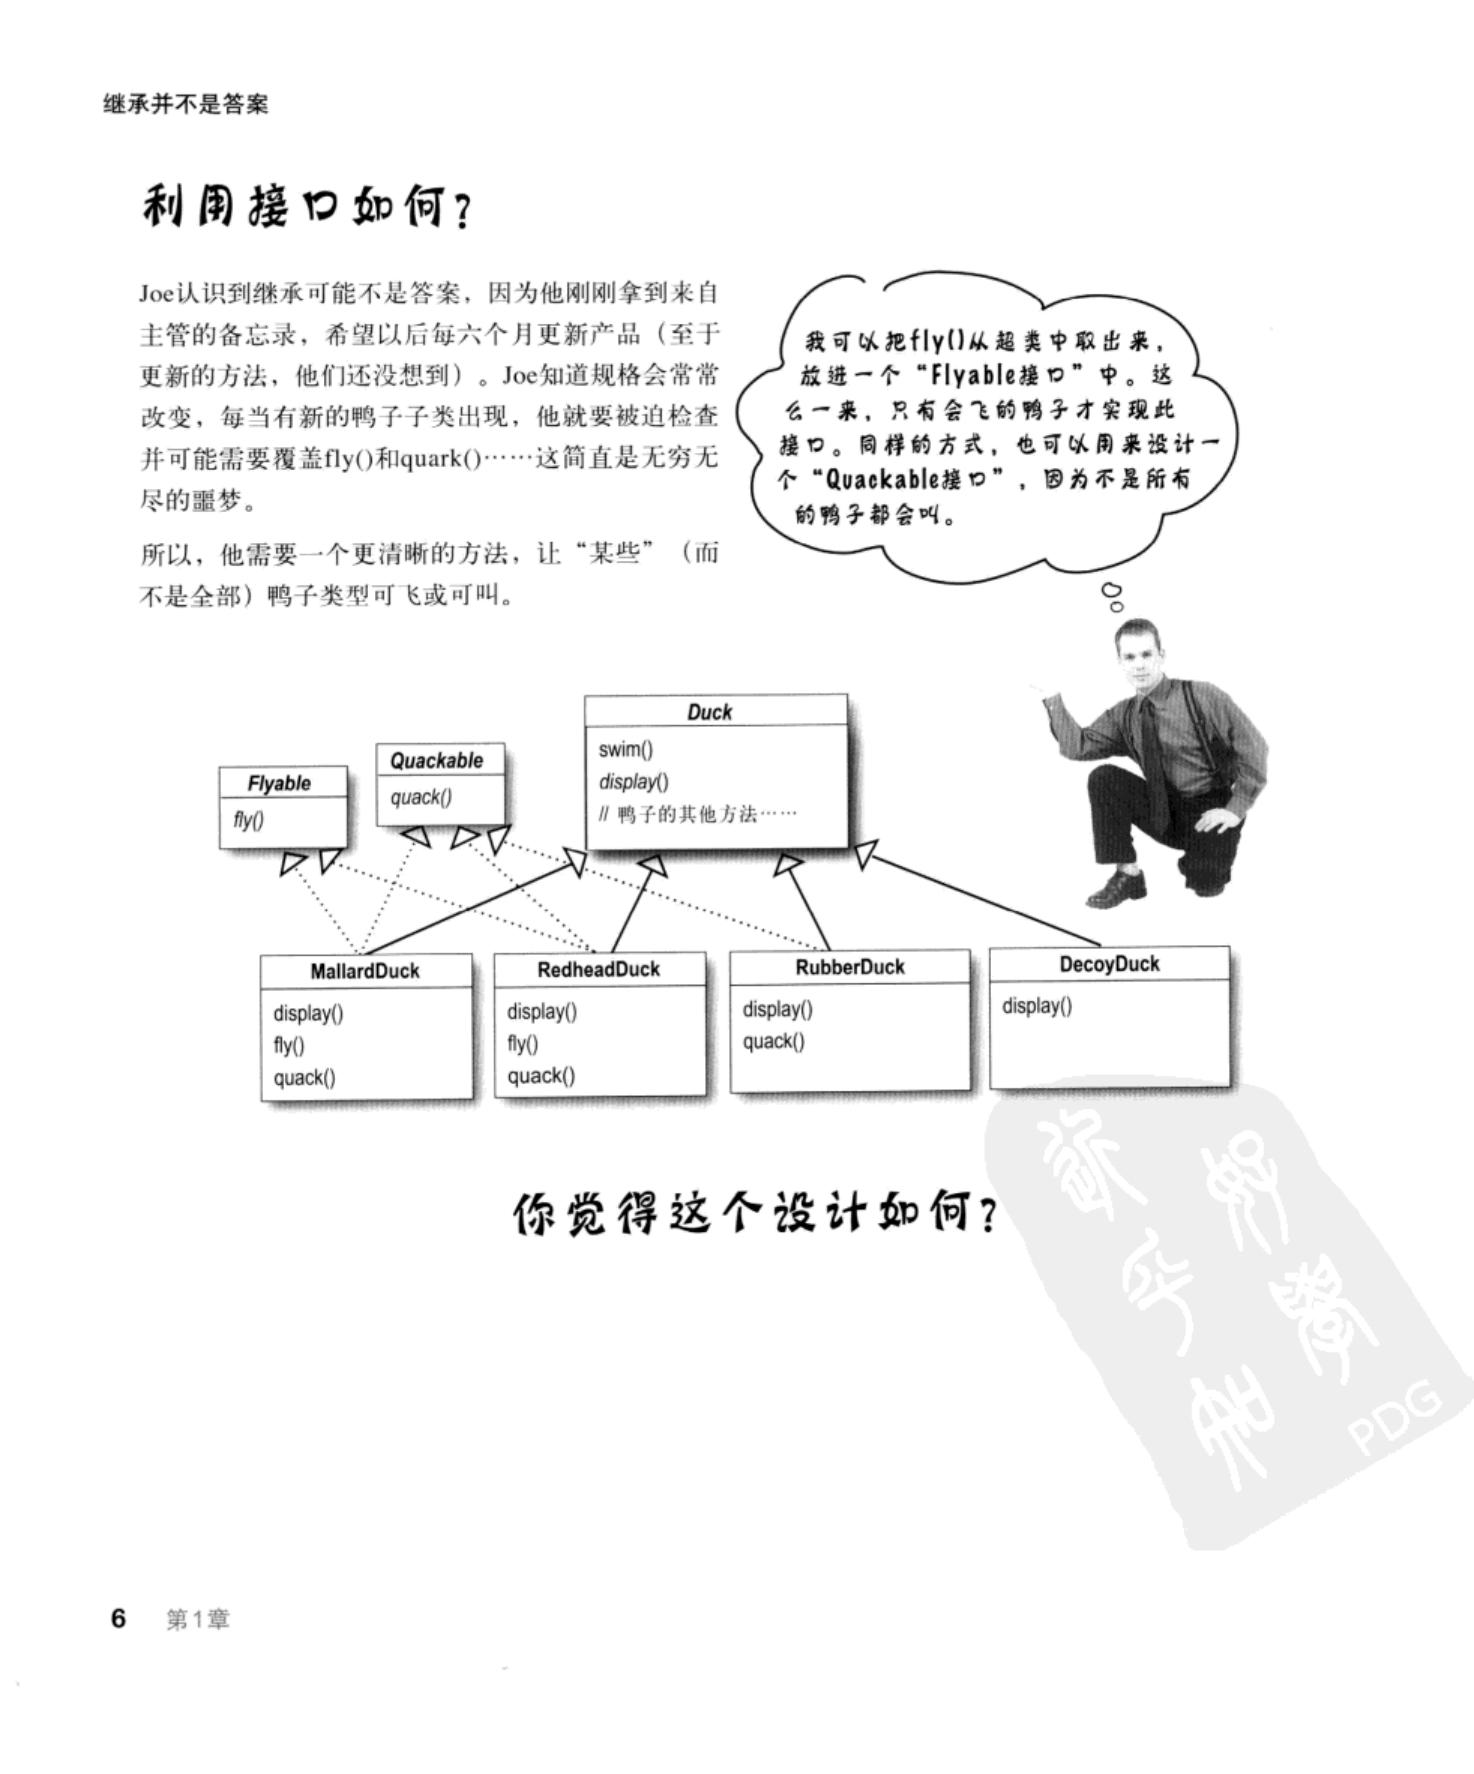 继承并不是答案
利用接口如何?
Joe认识到继承可能不是答案，因为他刚刚拿到来自
主管的备忘录，希望以后每六个月更新产品（至于
更新的方法，他们还没想到）。Joe知道规格会常常
改变，每当有新的鸭子子类出现，他就要被迫检查
并可能需要覆盖fly()和quark()……这简直是无穷无
尽的噩梦。
所以，他需要一个更清晰的方法，让“某些”（而
不是全部）鸭子类型可飞或可叫。
我可以把fly()从超类中取出来，
放进一个“Flyable接口”中。这
么一来，只有会飞的鸭子才实现此
接口。同样的方式，也可以用来设计一
个“Quackable接口”，因为不是所有
的鸭子都会叫。
Flyable
fly()
Quackable
quack()
Duck
swim()
display()
// 鸭子的其他方法……
MallardDuck
display()
fly()
quack()
RedheadDuck
display()
fly()
quack()
RubberDuck
display()
quack()
DecoyDuck
display()
你觉得这个设计如何?
PDG
6 第1章